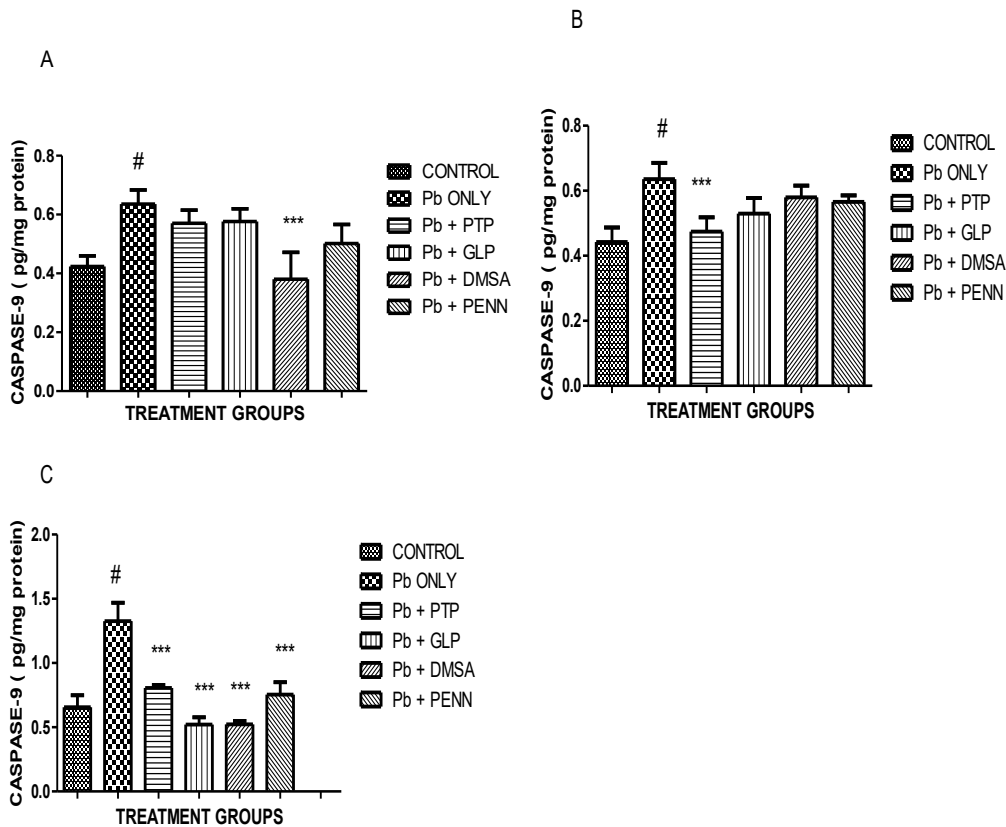 A
CASPASE-9 ( pg/mg protein)
0.8
0.6
0.4
0.2
0.0
#
***
TREATMENT GROUPS
CONTROL
Pb ONLY
Pb + PTP
Pb + GLP
Pb + DMSA
Pb + PENN
B
CASPASE-9 ( pg/mg protein)
0.8
0.6
0.4
0.2
0.0
#
***
TREATMENT GROUPS
CONTROL
Pb ONLY
Pb + PTP
Pb + GLP
Pb + DMSA
Pb + PENN
C
CASPASE-9 ( pg/mg protein)
2.0
1.5
1.0
0.5
0.0
#
*** *** *** ***
TREATMENT GROUPS
CONTROL
Pb ONLY
Pb + PTP
Pb + GLP
Pb + DMSA
Pb + PENN